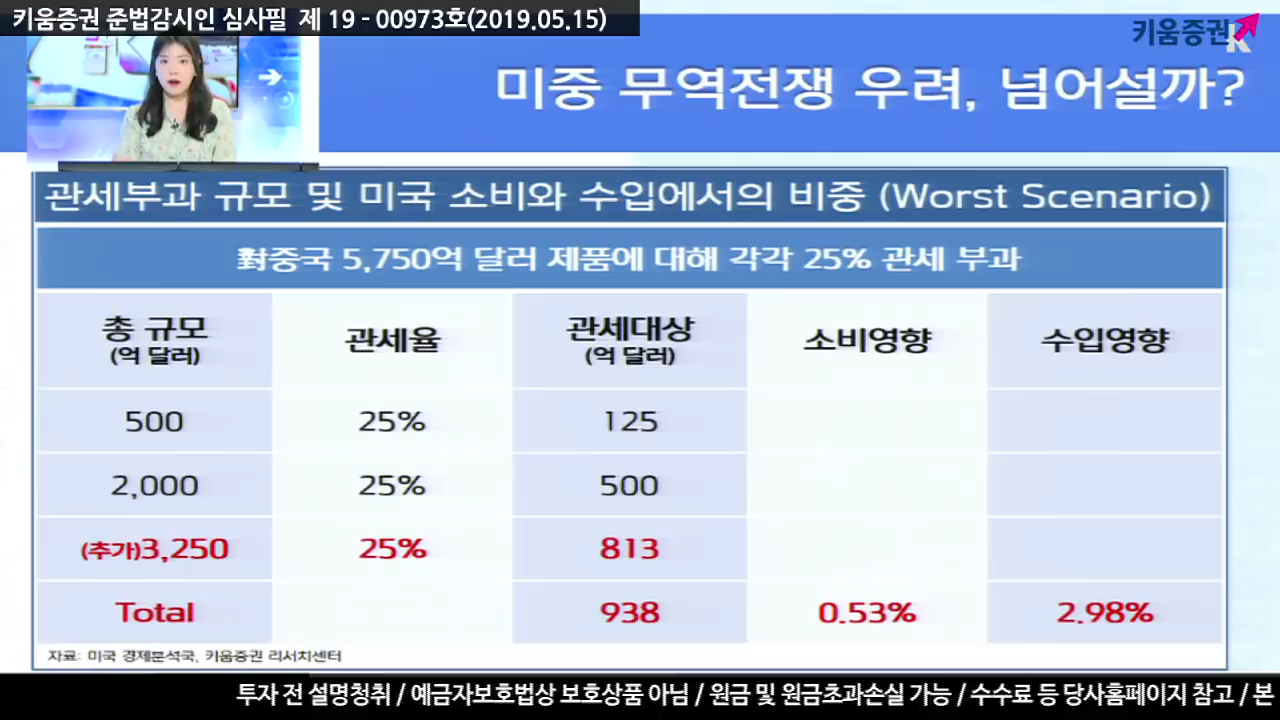 키움증권 준법감시인 심사필 제 19 - 00973호(2019.05.15)
키움증권
미중 무역전쟁 우려, 넘어설까?
관세부과 규모 및 미국 소비와 수입에서의 비중 (Worst Scenario)
對중국 5,750억 달러 제품에 대해 각각 25% 관세 부과
총 규모 (억 달러) 관세율 관세대상 (억 달러) 소비영향 수입영향
500 25% 125
2,000 25% 500
(추가)3,250 25% 813
Total 938 0.53% 2.98%
자료: 미국 경제분석국, 키움증권 리서치센터
투자 전 설명청취 / 예금자보호법상 보호상품 아님 / 원금 및 원금초과손실 가능 / 수수료 등 당사홈페이지 참고 / 본